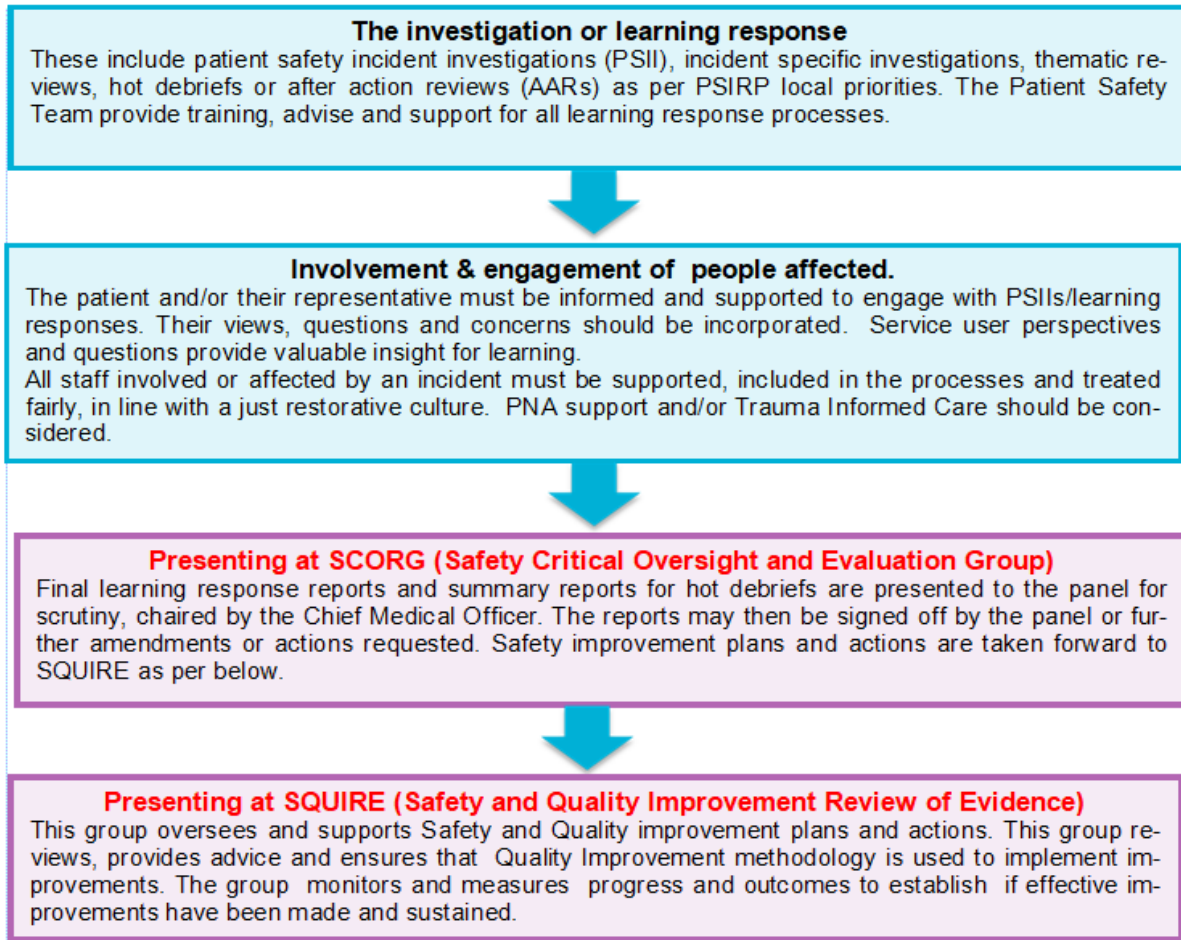 The investigation or learning response
These include patient safety incident investigations (PSII), incident specific investigations, thematic re-
views, hot debriefs or after action reviews (AARs) as per PSIRP local priorities. The Patient Safety
Team provide training, advise and support for all learning response processes.
Involvement & engagement of people affected.
The patient and/or their representative must be informed and supported to engage with PSIIs/learning
responses. Their views, questions and concerns should be incorporated. Service user perspectives
and questions provide valuable insight for learning.
All staff involved or affected by an incident must be supported, included in the processes and treated
fairly, in line with a just restorative culture. PNA support and/or Trauma Informed Care should be con-
sidered.
Presenting at SCORG (Safety Critical Oversight and Evaluation Group)
Final learning response reports and summary reports for hot debriefs are presented to the panel for
scrutiny, chaired by the Chief Medical Officer. The reports may then be signed off by the panel or fur-
ther amendments or actions requested. Safety improvement plans and actions are taken forward to
SQUIRE as per below.
Presenting at SQUIRE (Safety and Quality Improvement Review of Evidence)
This group oversees and supports Safety and Quality improvement plans and actions. This group re-
views, provides advice and ensures that Quality Improvement methodology is used to implement im-
provements. The group monitors and measures progress and outcomes to establish if effective im-
provements have been made and sustained.